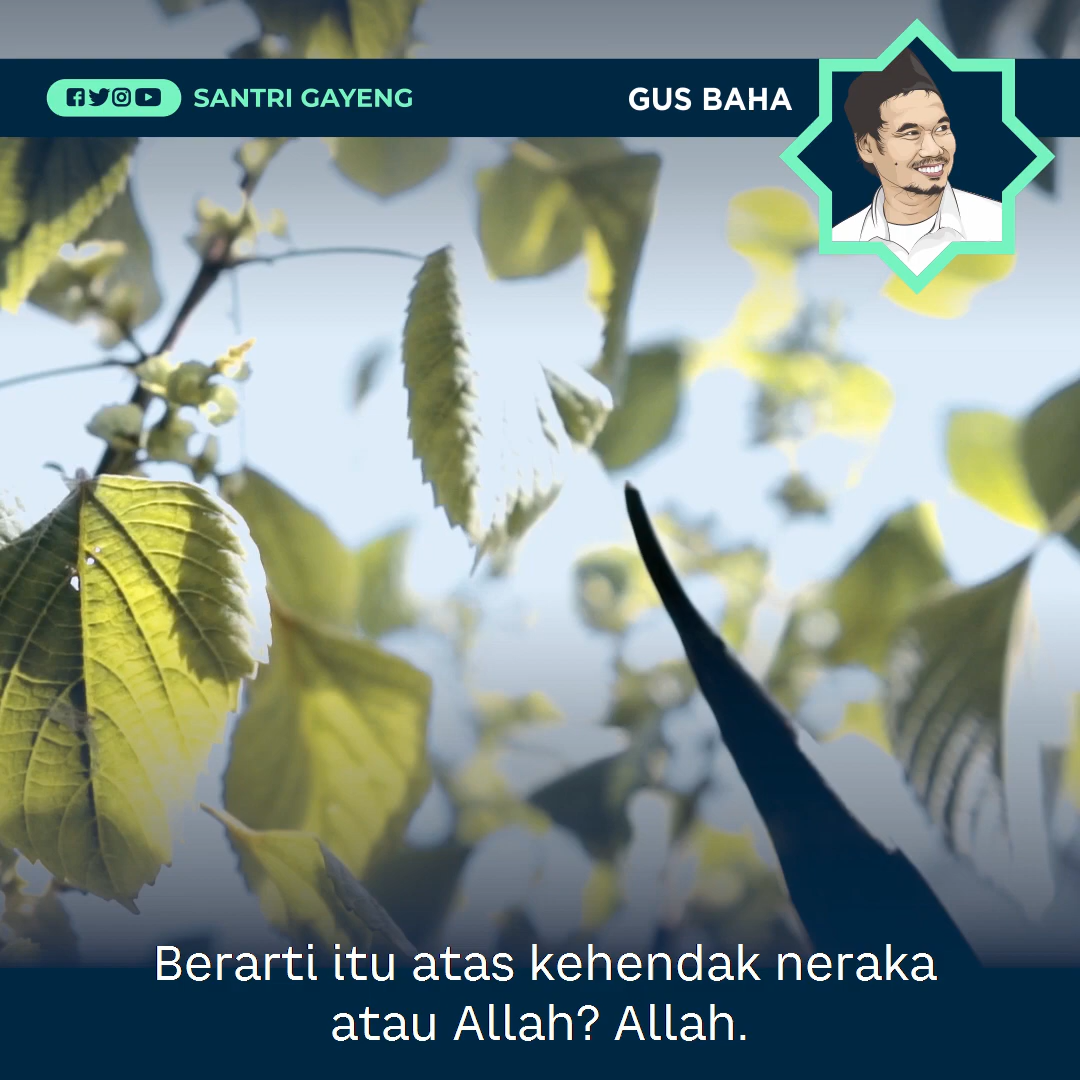 SANTRI GAYENG
GUS BAHA
Berarti itu atas kehendak neraka
atau Allah? Allah.